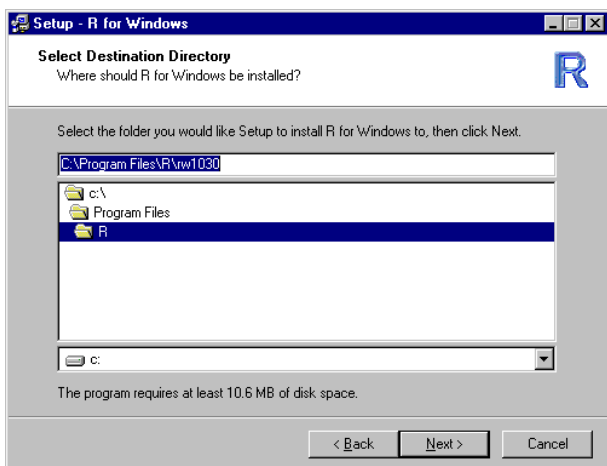 Setup - R for Windows
Select Destination Directory
Where should R for Windows be installed?
R
Select the folder you would like Setup to install R for Windows to, then click Next.
C:\Program Files\R\rw1030
c:\
Program Files
R
c:
The program requires at least 10.6 MB of disk space.
< Back
Next >
Cancel